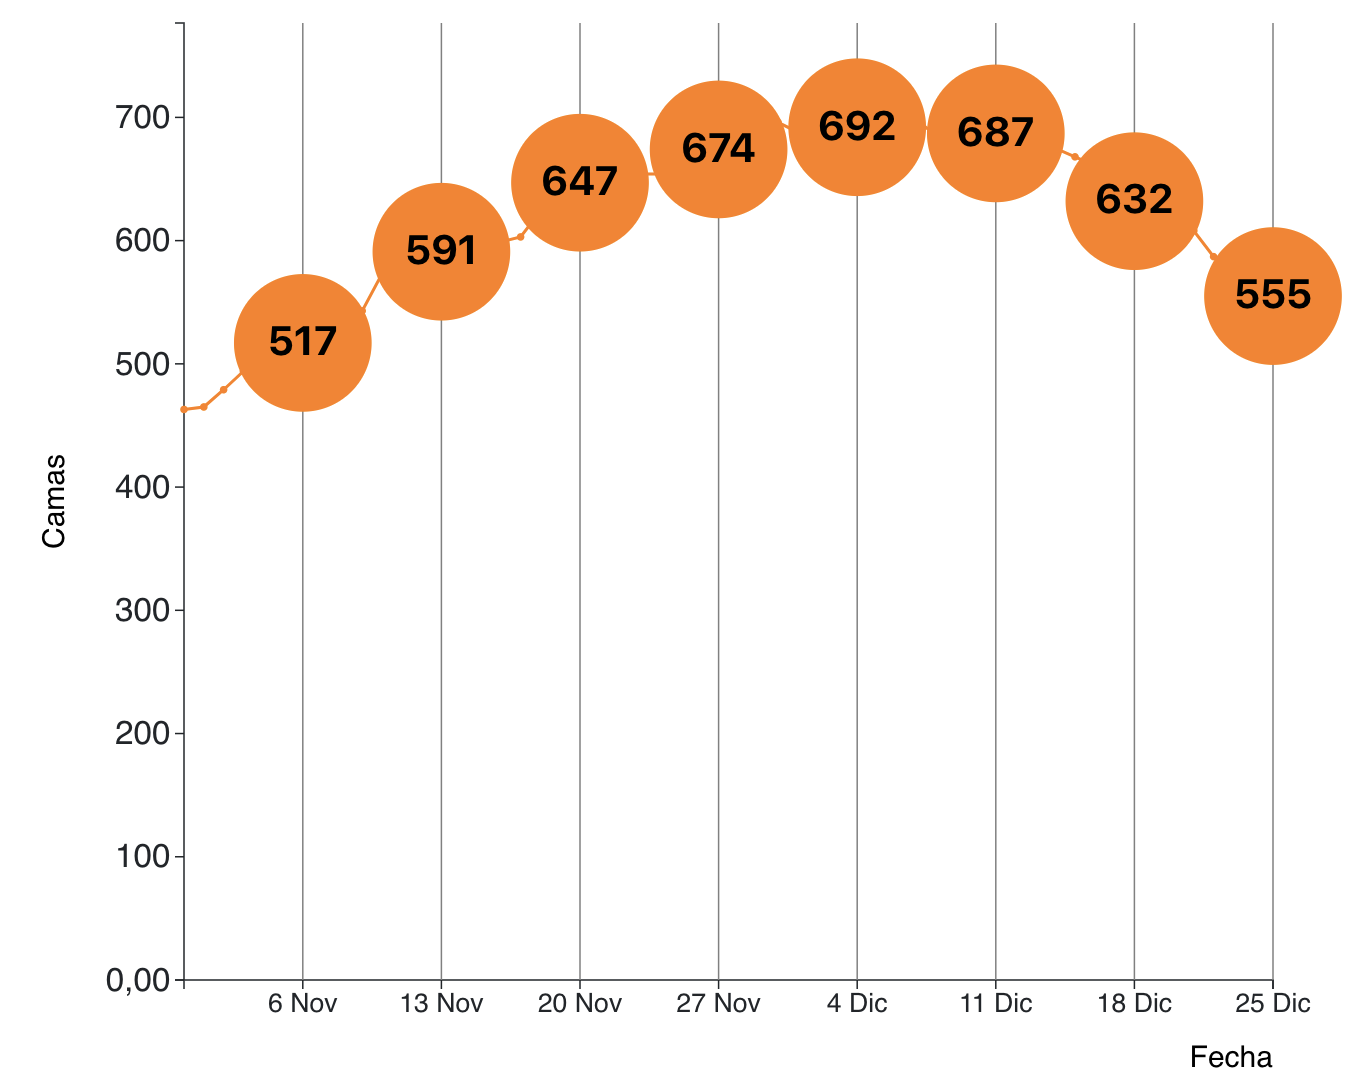 700
600
500
400
300
200
100
0,00
Camas
517
591
647
674
692
687
632
555
6 Nov
13 Nov
20 Nov
27 Nov
4 Dic
11 Dic
18 Dic
25 Dic
Fecha